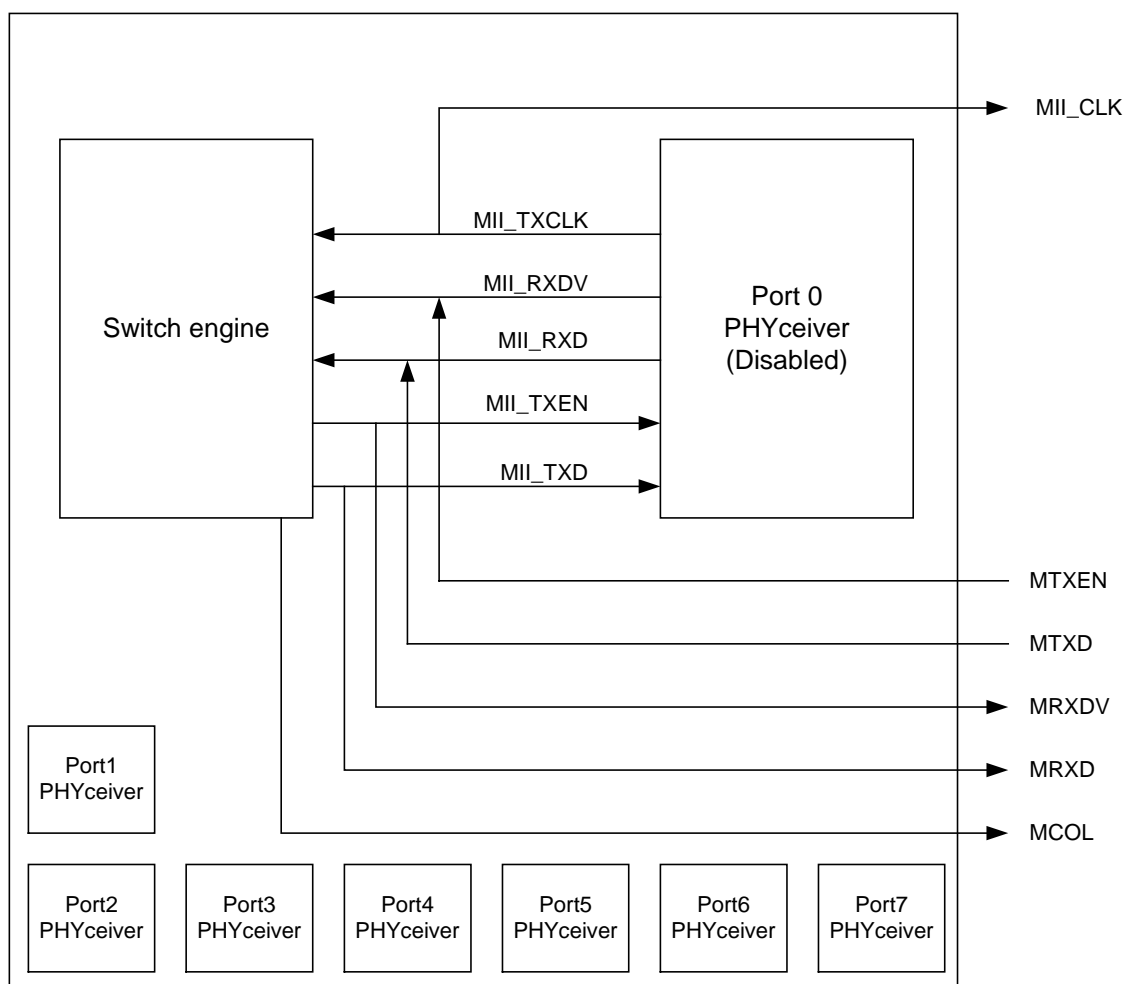 MII_CLK
MII_TXCLK
MII_RXDV
Switch engine
Port 0
PHYceiver
(Disabled)
MII_RXD
MII_TXEN
MII_TXD
MTXEN
MTXD
MRXDV
Port1
PHYceiver
MRXD
MCOL
Port2
PHYceiver
Port3
PHYceiver
Port4
PHYceiver
Port5
PHYceiver
Port6
PHYceiver
Port7
PHYceiver